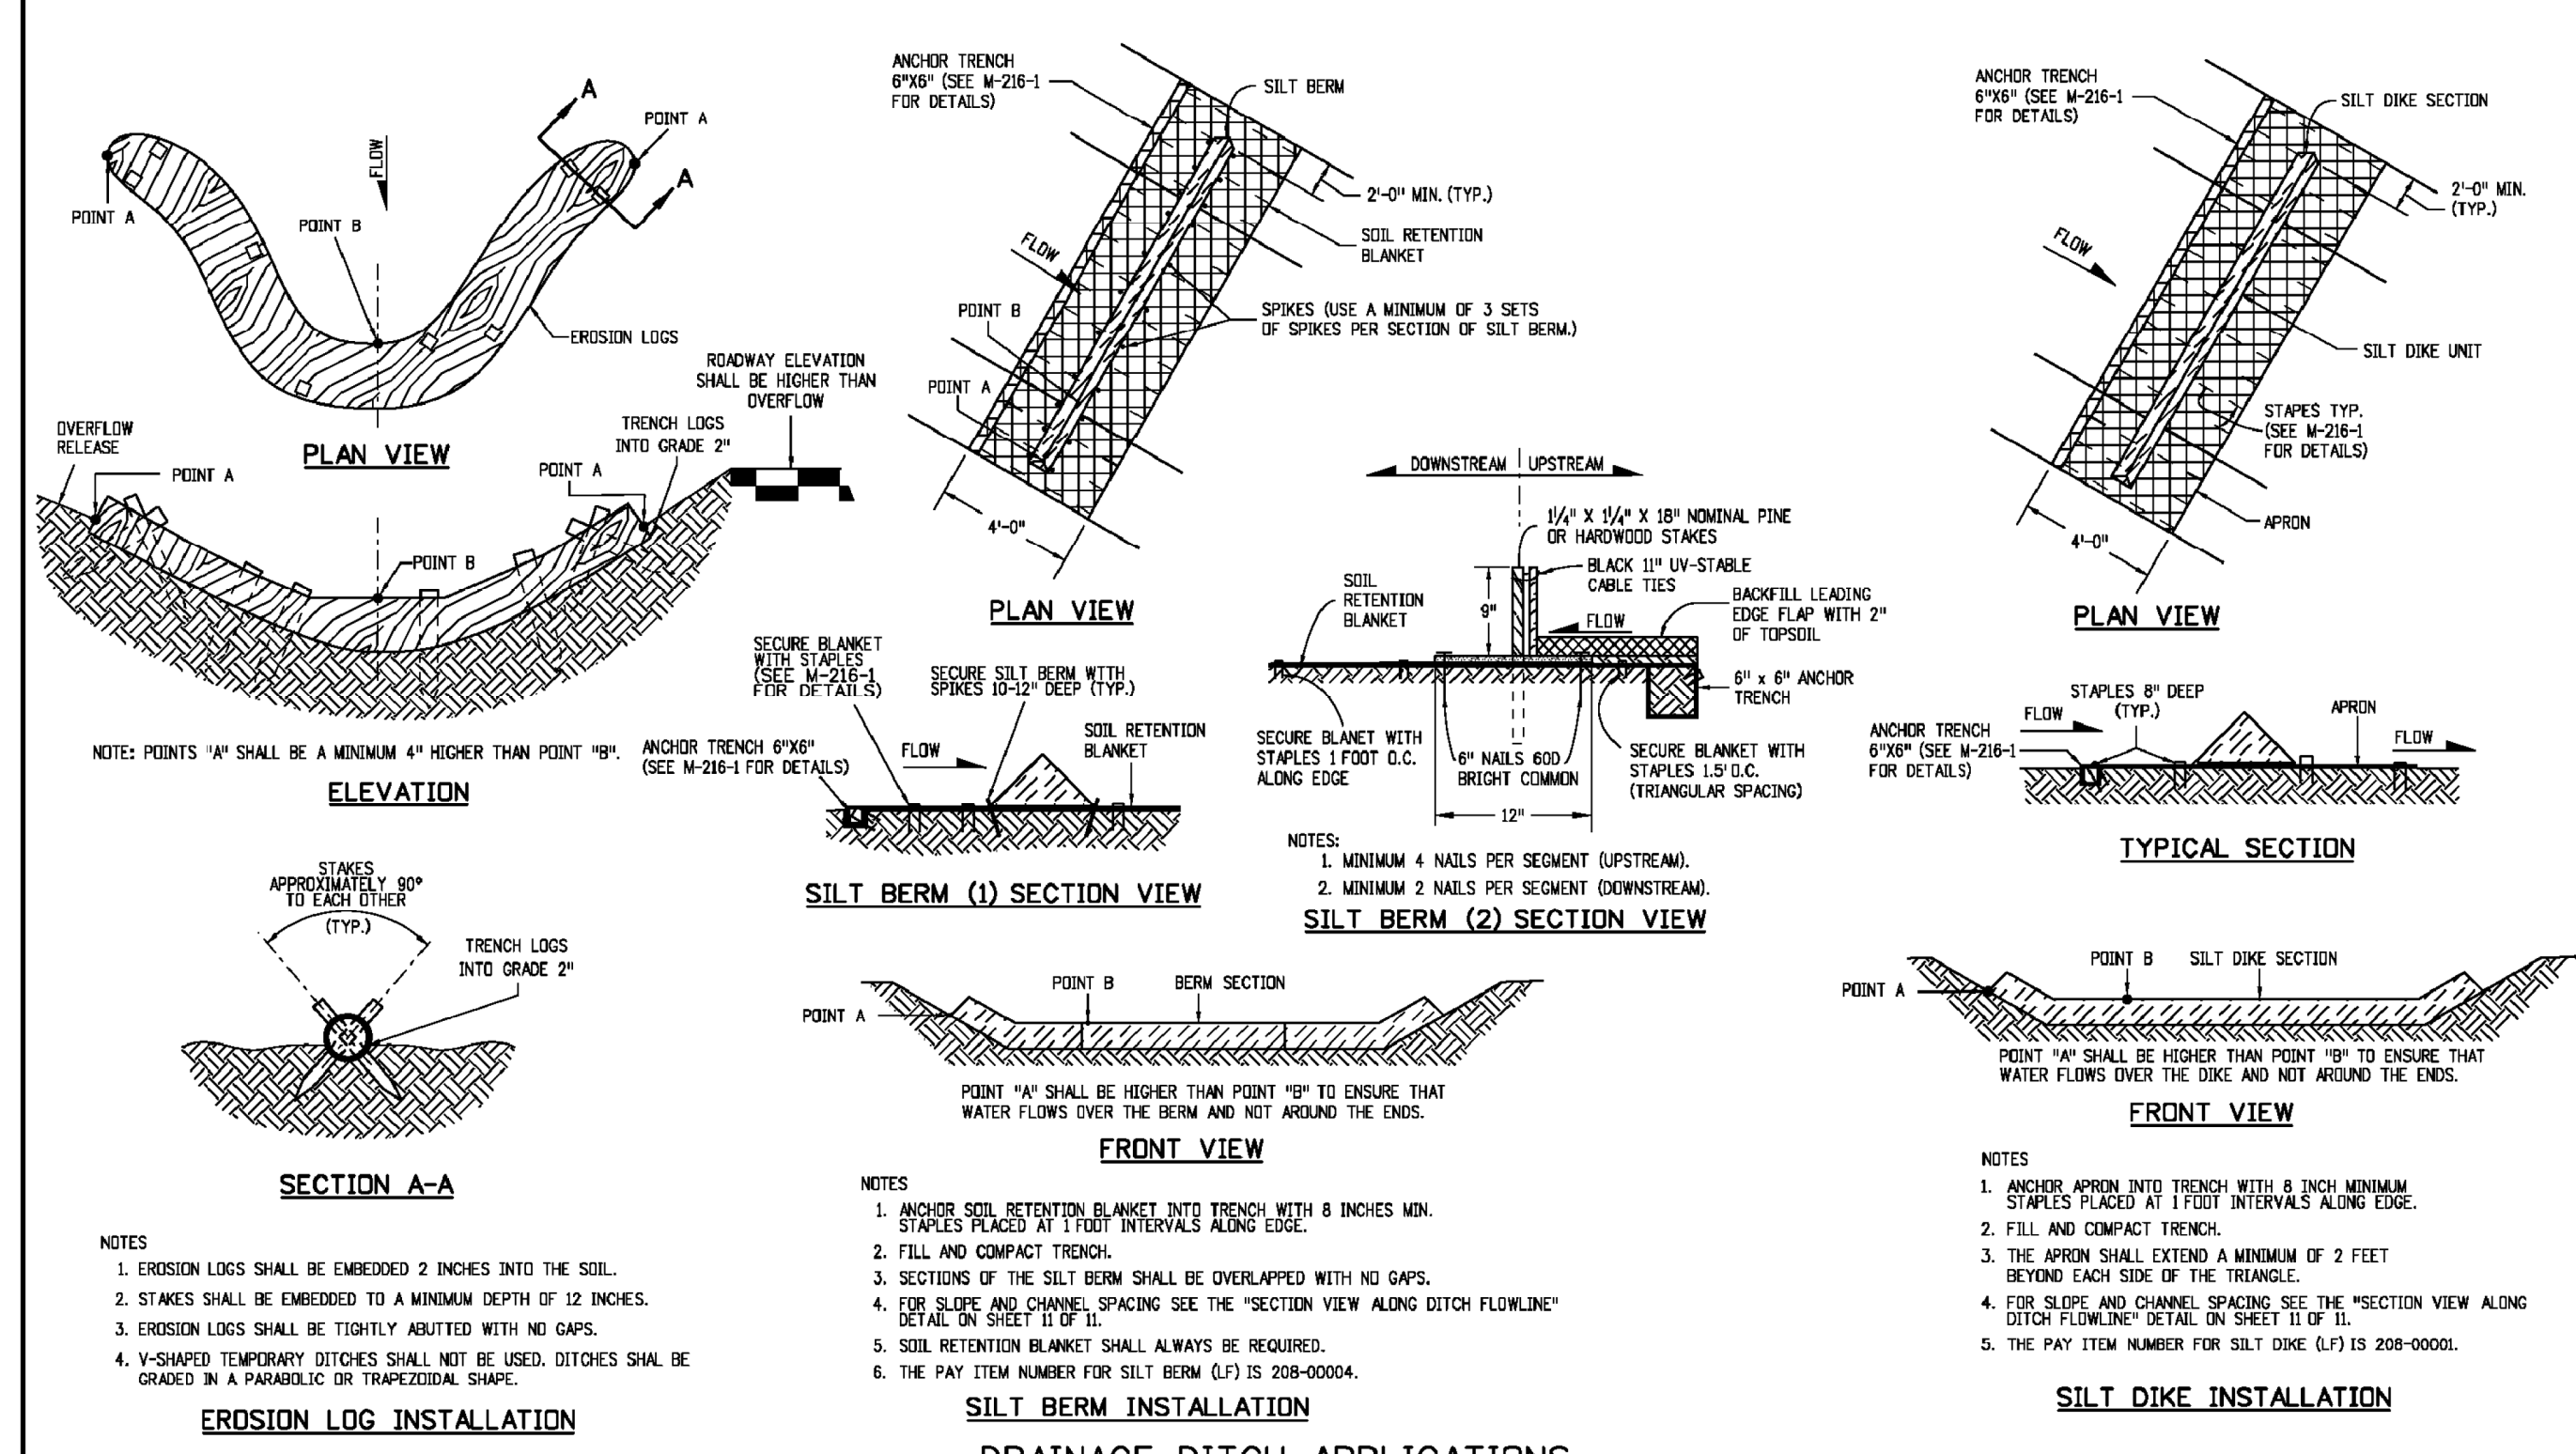 A
POINT A
A
FLOW
POINT A
POINT B
EROSION LOGS
PLAN VIEW
ROADWAY ELEVATION
SHALL BE HIGHER THAN
OVERFLOW
OVERFLOW
RELEASE
TRENCH LOGS
INTO GRADE 2"
POINT A
POINT A
POINT B
NOTE: POINTS "A" SHALL BE A MINIMUM 4" HIGHER THAN POINT "B".
ELEVATION
STAKES
APPROXIMATELY 90°
TO EACH OTHER
(TYP.)
TRENCH LOGS
INTO GRADE 2"
SECTION A-A
NOTES
1. EROSION LOGS SHALL BE EMBEDDED 2 INCHES INTO THE SOIL.
2. STAKES SHALL BE EMBEDDED TO A MINIMUM DEPTH OF 12 INCHES.
3. EROSION LOGS SHALL BE TIGHTLY ABUTTED WITH NO GAPS.
4. V-SHAPED TEMPORARY DITCHES SHALL NOT BE USED. DITCHES SHAL BE
GRADED IN A PARABOLIC OR TRAPEZOIDAL SHAPE.
EROSION LOG INSTALLATION
ANCHOR TRENCH
6"X6" (SEE M-216-1
FOR DETAILS)
SILT BERM
2'-0" MIN. (TYP.)
SOIL RETENTION
BLANKET
FLOW
SPIKES (USE A MINIMUM OF 3 SETS
OF SPIKES PER SECTION OF SILT BERM.)
POINT B
POINT A
4'-0"
PLAN VIEW
SECURE BLANKET
WITH STAPLES
(SEE M-216-1
FOR DETAILS)
SECURE SILT BERM WTTH
SPIKES 10-12" DEEP (TYP.)
ANCHOR TRENCH 6"X6"
(SEE M-216-1 FOR DETAILS)
FLOW
SOIL RETENTION
BLANKET
SILT BERM (1) SECTION VIEW
DOWNSTREAM
UPSTREAM
1 1/4" X 1 1/4" X 18" NOMINAL PINE
OR HARDWOOD STAKES
BLACK 11" UV-STABLE
CABLE TIES
SOIL
RETENTION
BLANKET
9"
FLOW
BACKFILL LEADING
EDGE FLAP WITH 2"
OF TOPSOIL
6" x 6" ANCHOR
TRENCH
SECURE BLANET WITH
STAPLES 1 FOOT O.C.
ALONG EDGE
6" NAILS 60D
BRIGHT COMMON
SECURE BLANKET WITH
STAPLES 1.5' O.C.
(TRIANGULAR SPACING)
12"
NOTES:
1. MINIMUM 4 NAILS PER SEGMENT (UPSTREAM).
2. MINIMUM 2 NAILS PER SEGMENT (DOWNSTREAM).
SILT BERM (2) SECTION VIEW
POINT A
POINT B
BERM SECTION
POINT "A" SHALL BE HIGHER THAN POINT "B" TO ENSURE THAT
WATER FLOWS OVER THE BERM AND NOT AROUND THE ENDS.
FRONT VIEW
NOTES
1. ANCHOR SOIL RETENTION BLANKET INTO TRENCH WITH 8 INCHES MIN.
STAPLES PLACED AT 1 FOOT INTERVALS ALONG EDGE.
2. FILL AND COMPACT TRENCH.
3. SECTIONS OF THE SILT BERM SHALL BE OVERLAPPED WITH NO GAPS.
4. FOR SLOPE AND CHANNEL SPACING SEE THE "SECTION VIEW ALONG DITCH FLOWLINE"
DETAIL ON SHEET 11 OF 11.
5. SOIL RETENTION BLANKET SHALL ALWAYS BE REQUIRED.
6. THE PAY ITEM NUMBER FOR SILT BERM (LF) IS 208-00004.
SILT BERM INSTALLATION
ANCHOR TRENCH
6"X6" (SEE M-216-1
FOR DETAILS)
SILT DIKE SECTION
2'-0" MIN.
(TYP.)
FLOW
SILT DIKE UNIT
STAPES TYP.
(SEE M-216-1
FOR DETAILS)
APRON
4'-0"
PLAN VIEW
STAPLES 8" DEEP
(TYP.)
FLOW
APRON
FLOW
ANCHOR TRENCH
6"X6" (SEE M-216-1
FOR DETAILS)
TYPICAL SECTION
POINT A
POINT B
SILT DIKE SECTION
POINT "A" SHALL BE HIGHER THAN POINT "B" TO ENSURE THAT
WATER FLOWS OVER THE DIKE AND NOT AROUND THE ENDS.
FRONT VIEW
NOTES
1. ANCHOR APRON INTO TRENCH WITH 8 INCH MINIMUM
STAPLES PLACED AT 1 FOOT INTERVALS ALONG EDGE.
2. FILL AND COMPACT TRENCH.
3. THE APRON SHALL EXTEND A MINIMUM OF 2 FEET
BEYOND EACH SIDE OF THE TRIANGLE.
4. FOR SLOPE AND CHANNEL SPACING SEE THE "SECTION VIEW ALONG
DITCH FLOWLINE" DETAIL ON SHEET 11 OF 11.
5. THE PAY ITEM NUMBER FOR SILT DIKE (LF) IS 208-00001.
SILT DIKE INSTALLATION
DRAINAGE DITCH APPLICATIONS